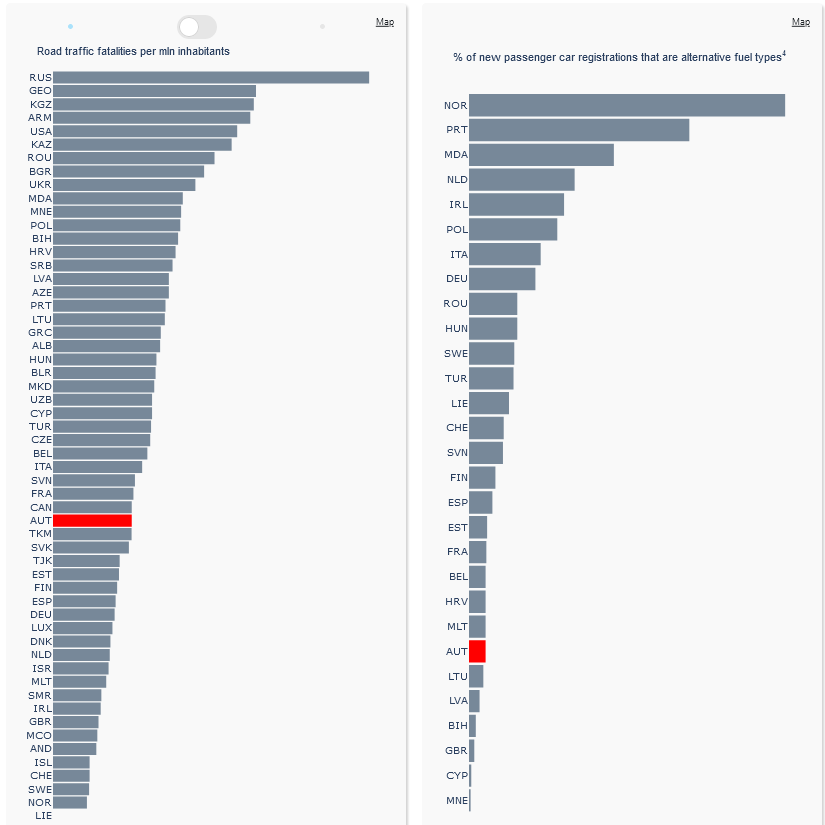 Map
Road traffic fatalities per mln inhabitants
RUS
GEO
KGZ
ARM
USA
KAZ
ROU
BGR
UKR
MDA
MNE
POL
BIH
HRV
SRB
LVA
AZE
PRT
LTU
GRC
ALB
HUN
BLR
MKD
UZB
CYP
TUR
CZE
BEL
ITA
SVN
FRA
CAN
AUT
TKM
SVK
TJK
EST
FIN
ESP
DEU
LUX
DNK
NLD
ISR
MLT
SMR
IRL
GBR
MCO
AND
ISL
CHE
SWE
NOR
LIE
Map
% of new passenger car registrations that are alternative fuel types4
NOR
PRT
MDA
NLD
IRL
POL
ITA
DEU
ROU
HUN
SWE
TUR
LIE
CHE
SVN
FIN
ESP
EST
FRA
BEL
HRV
MLT
AUT
LTU
LVA
BIH
GBR
CYP
MNE